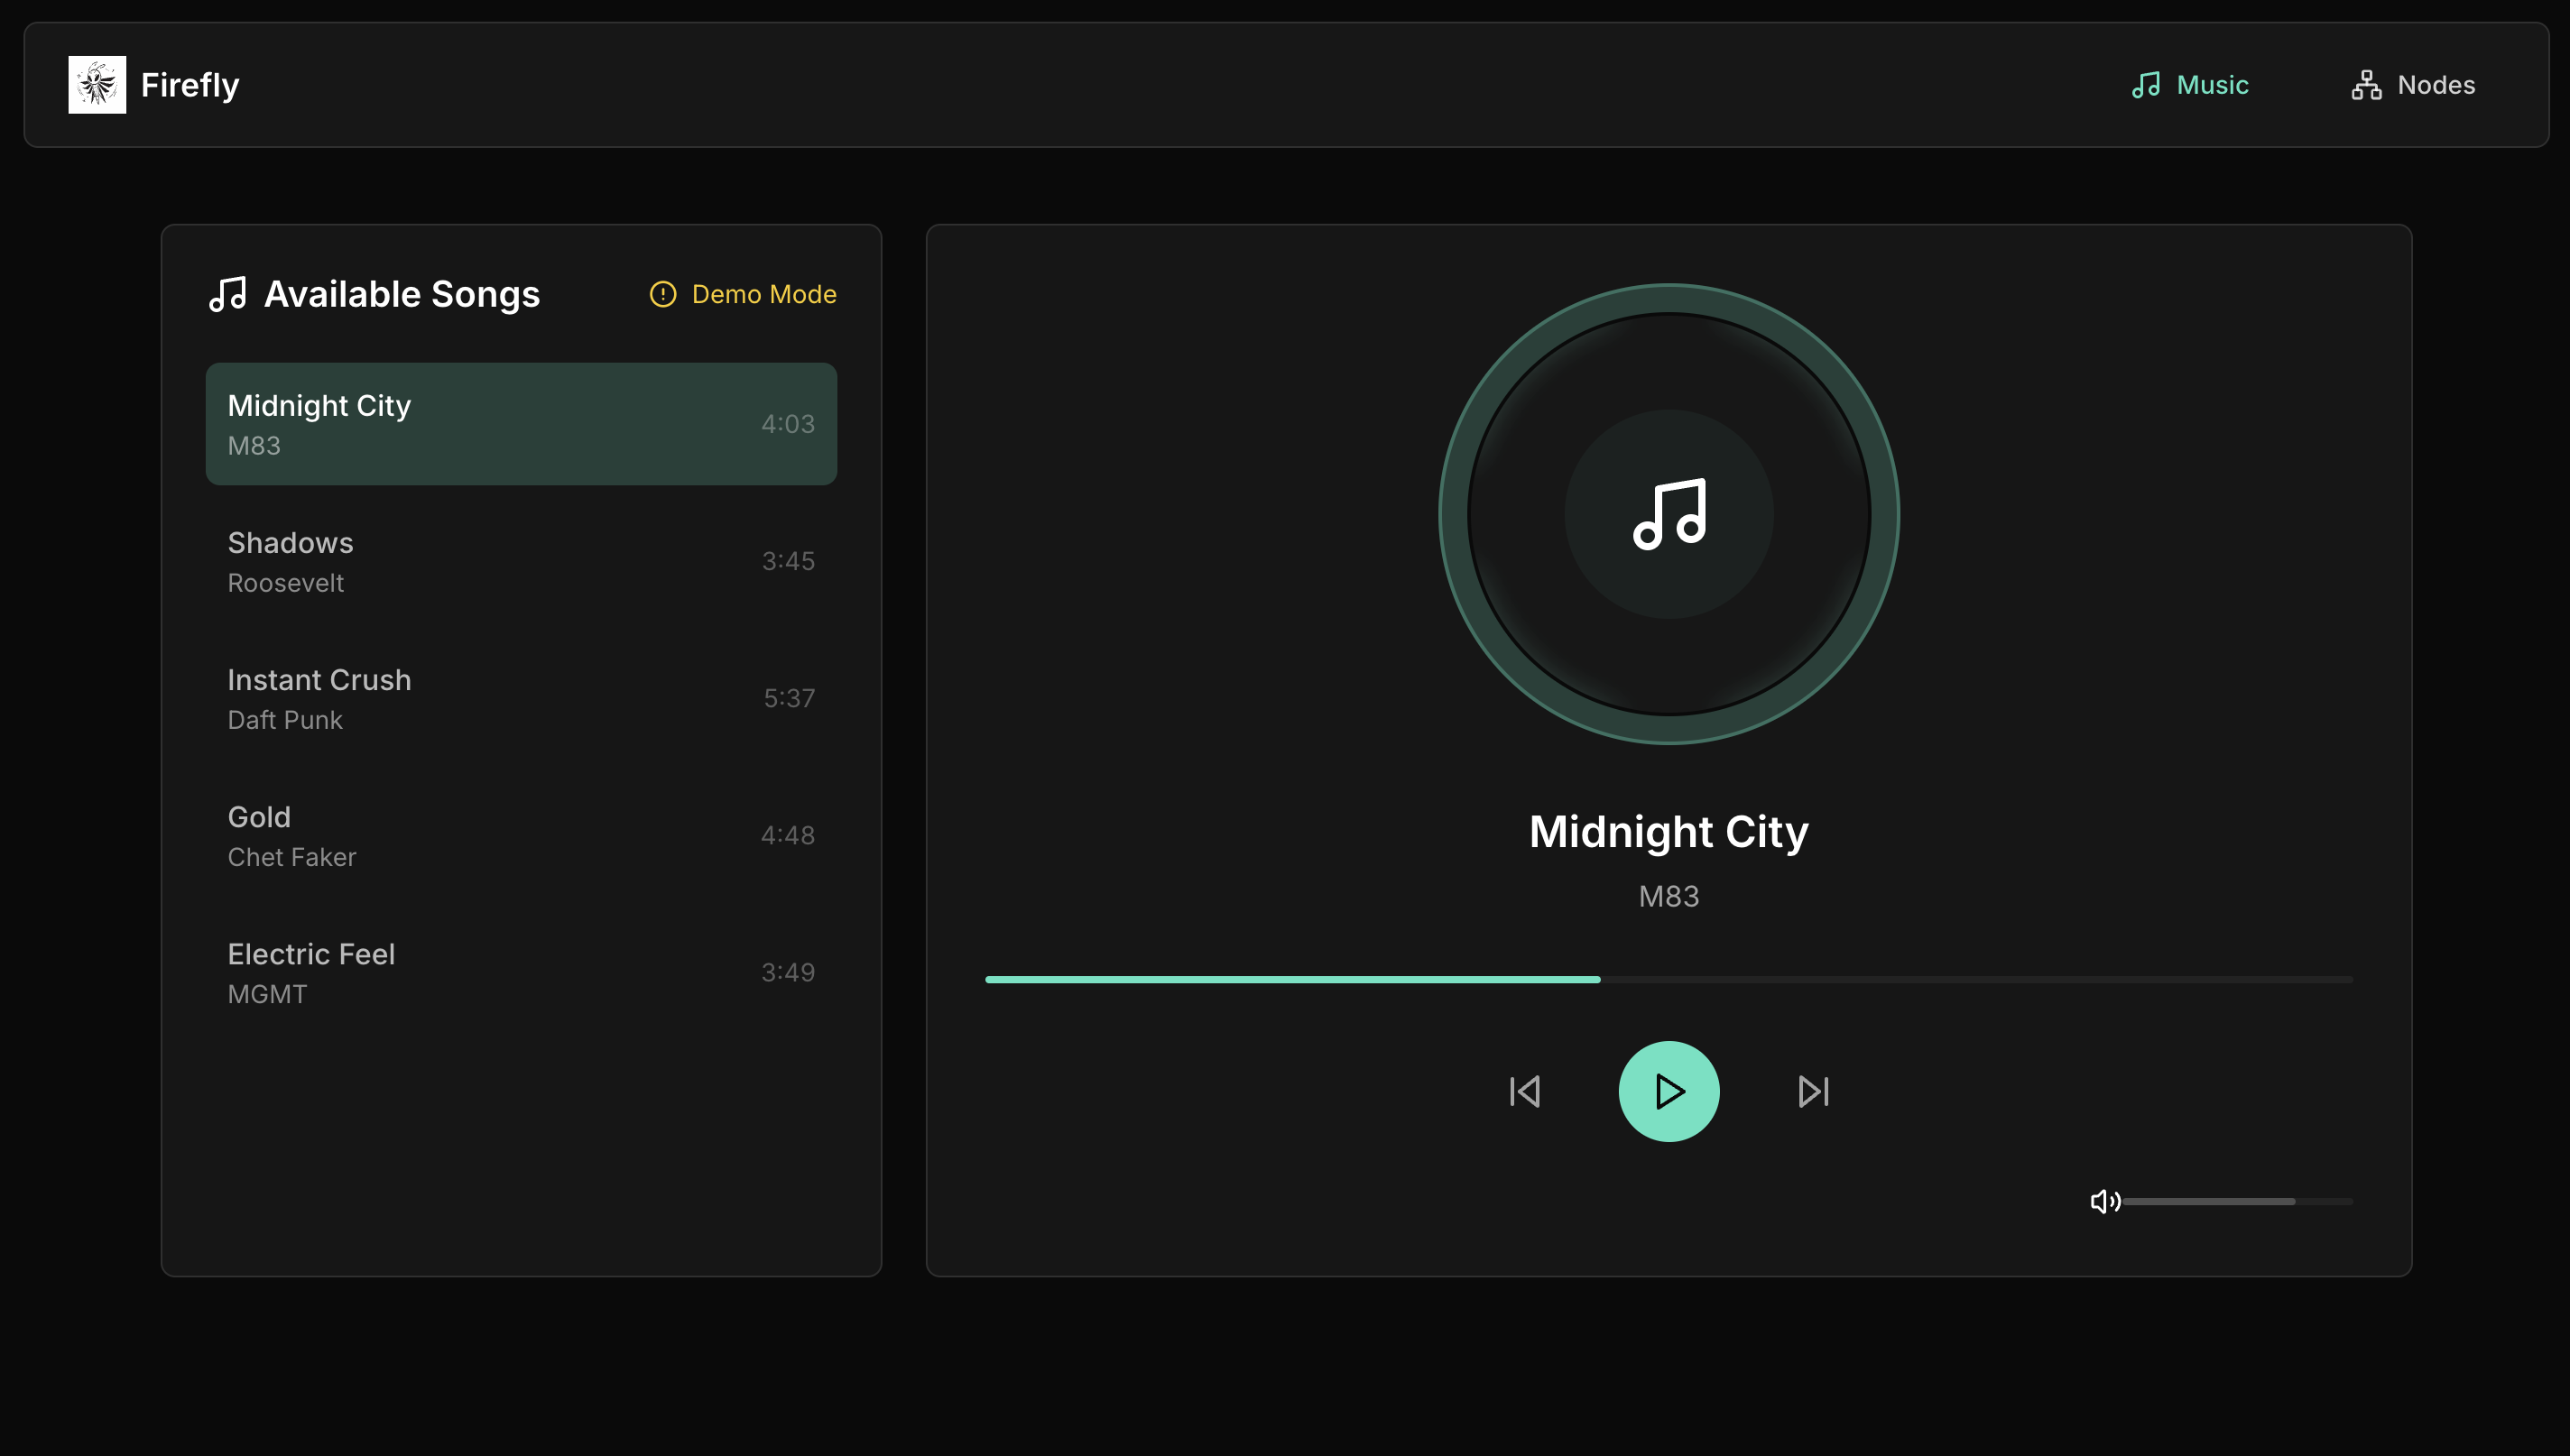 Firefly
Music
Nodes
Available Songs
Demo Mode
Midnight City
M83
4:03
Shadows
Roosevelt
3:45
Instant Crush
Daft Punk
5:37
Gold
Chet Faker
4:48
Electric Feel
MGMT
3:49
Midnight City
M83